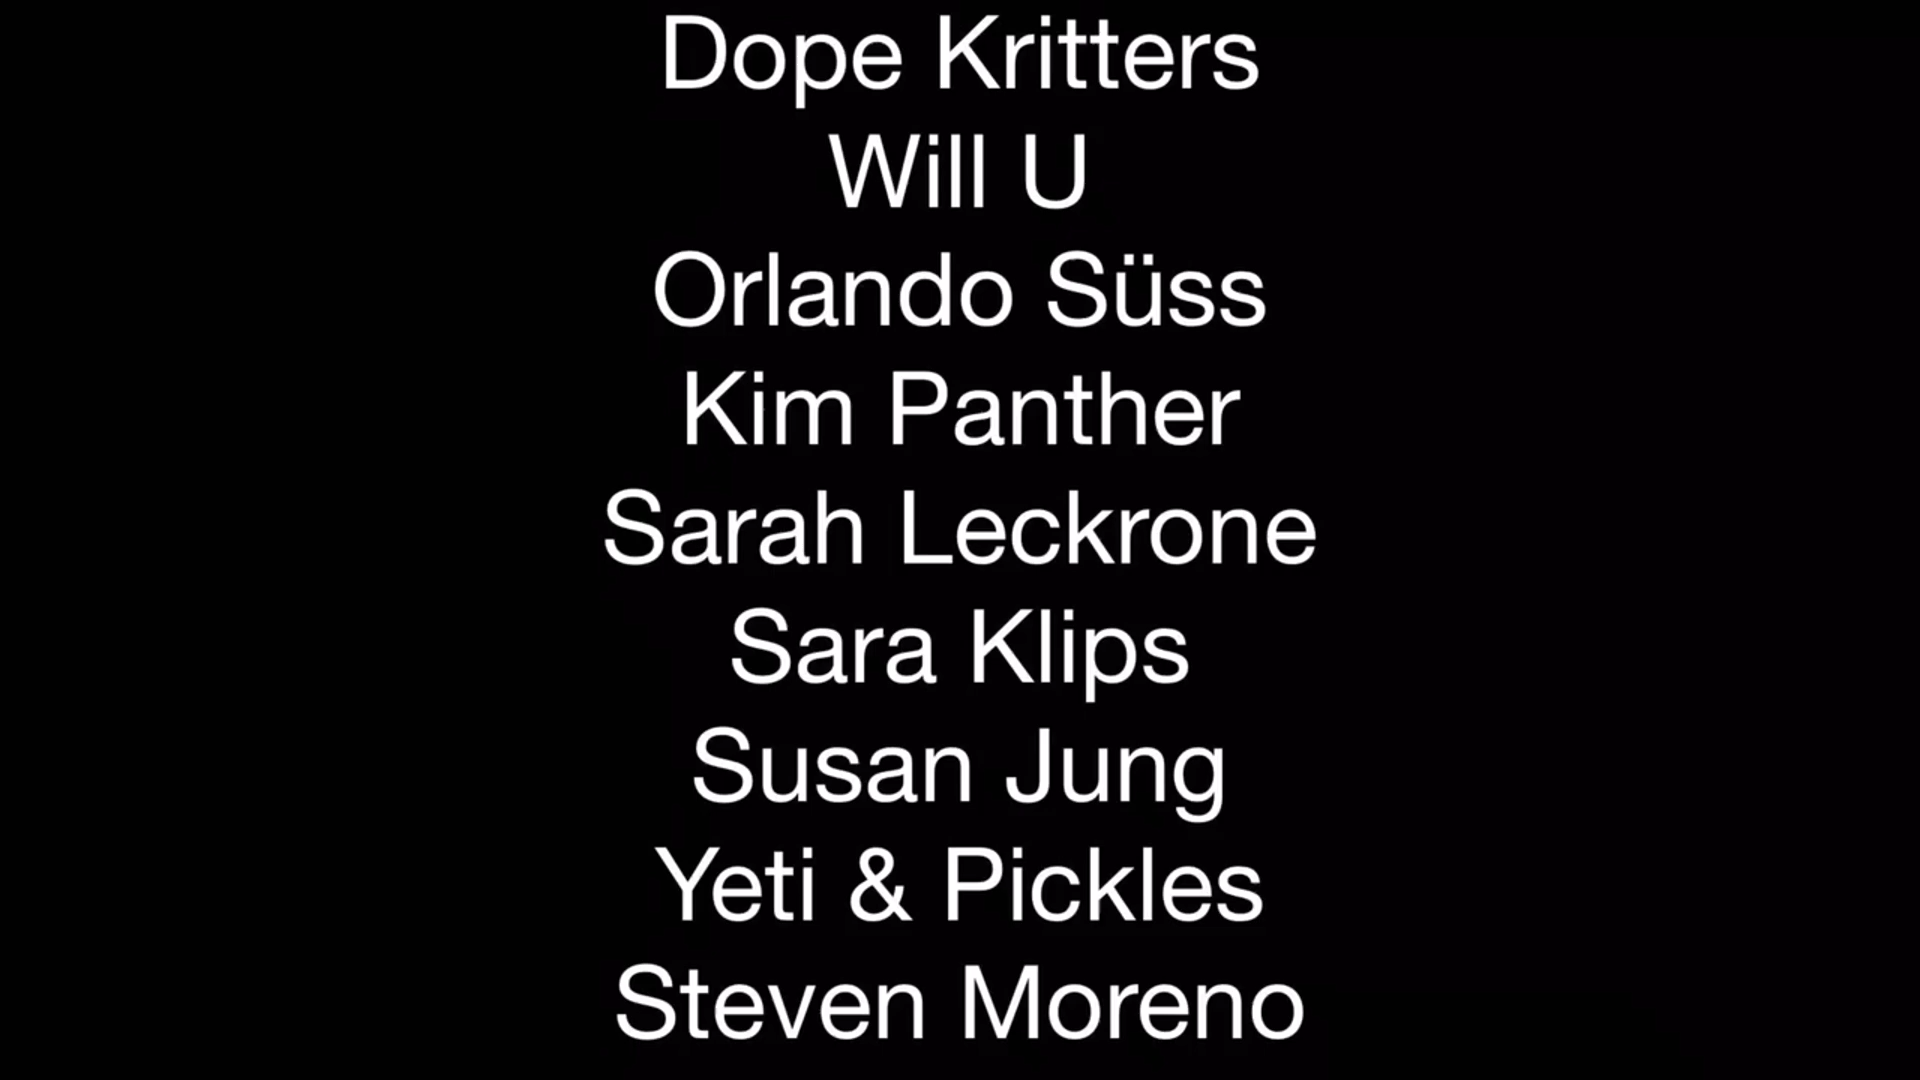 Dope Kritters
Will U
Orlando Süss
Kim Panther
Sarah Leckrone
Sara Klips
Susan Jung
Yeti & Pickles
Steven Moreno